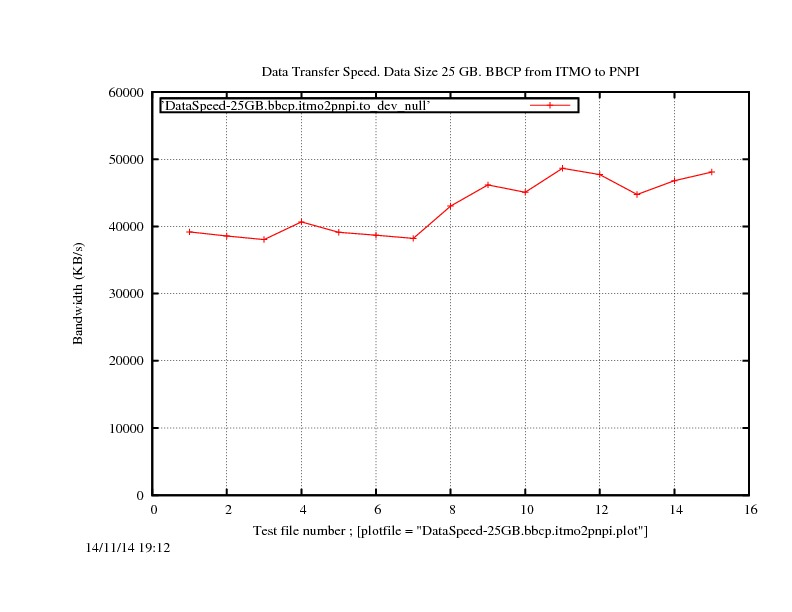 Data Transfer Speed. Data Size 25 GB. BBCP from ITMO to PNPI
'DataSpeed-25GB.bbcp.itmo2pnpi.to_dev_null'
60000
50000
40000
30000
20000
10000
0
Bandwidth (KB/s)
0 2 4 6 8 10 12 14 16
Test file number ; [plotfile = "DataSpeed-25GB.bbcp.itmo2pnpi.plot"]
14/11/14 19:12